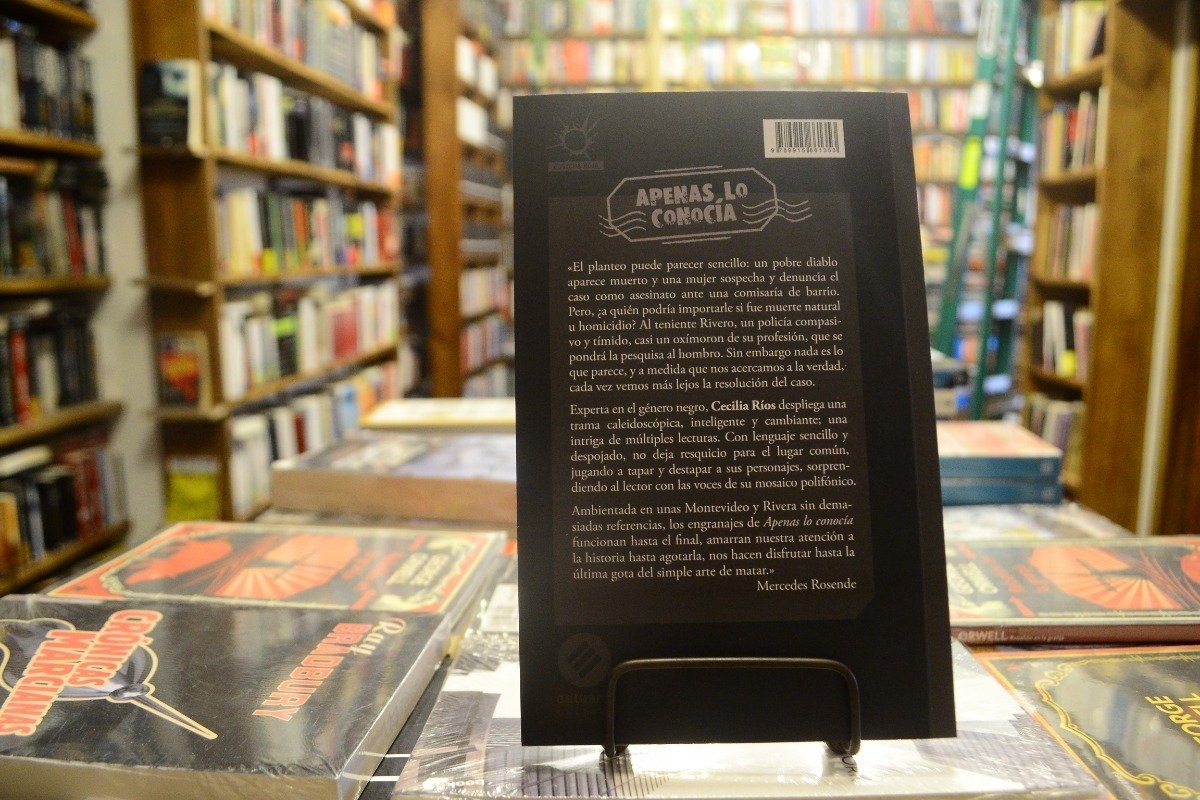 9789915661353
APENAS LO
CONOCÍA
«El planteo puede parecer sencillo: un pobre diablo
aparece muerto y una mujer sospecha y denuncia el
caso como asesinato ante una comisaría de barrio.
Pero, ¿a quién podría importarle si fue muerte natural
u homicidio? Al teniente Rivero, un policía compasi-
vo y tímido, casi un oxímoron de su profesión, que se
pondrá la pesquisa al hombro. Sin embargo nada es lo
que parece, y a medida que nos acercamos a la verdad,
cada vez vemos más lejos la resolución del caso.
Experta en el género negro, Cecilia Ríos despliega una
trama caleidoscópica, inteligente y cambiante; una
intriga de múltiples lecturas. Con lenguaje sencillo y
despojado, no deja resquicio para el lugar común,
jugando a tapar y destapar a sus personajes, sorpren-
diendo al lector con las voces de su mosaico polifónico.
Ambientada en unas Montevideo y Rivera sin dema-
siadas referencias, los engranajes de Apenas lo conocía
funcionan hasta el final, amarran nuestra atención a
la historia hasta agotarla, nos hacen disfrutar hasta la
última gota del simple arte de matar.»
Mercedes Rosende
CRÓNICAS
MARCIANAS
Ray
BRADBURY
ORWELL Rebelión en la granja